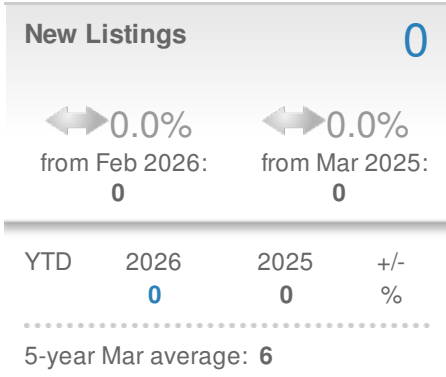 New Listings 0
0.0% 0.0%
from Feb 2026: from Mar 2025:
0 0
YTD 2026 2025 +/-
0 0 %
5-year Mar average: 6